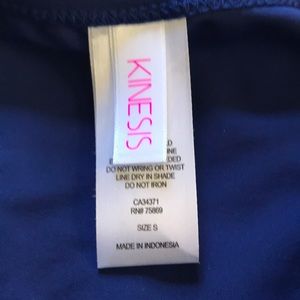 KINESIS
DO NOT WRING OR TWIST
LINE DRY IN SHADE
DO NOT IRON
CA34371
RN# 75869
SIZE S
MADE IN INDONESIA